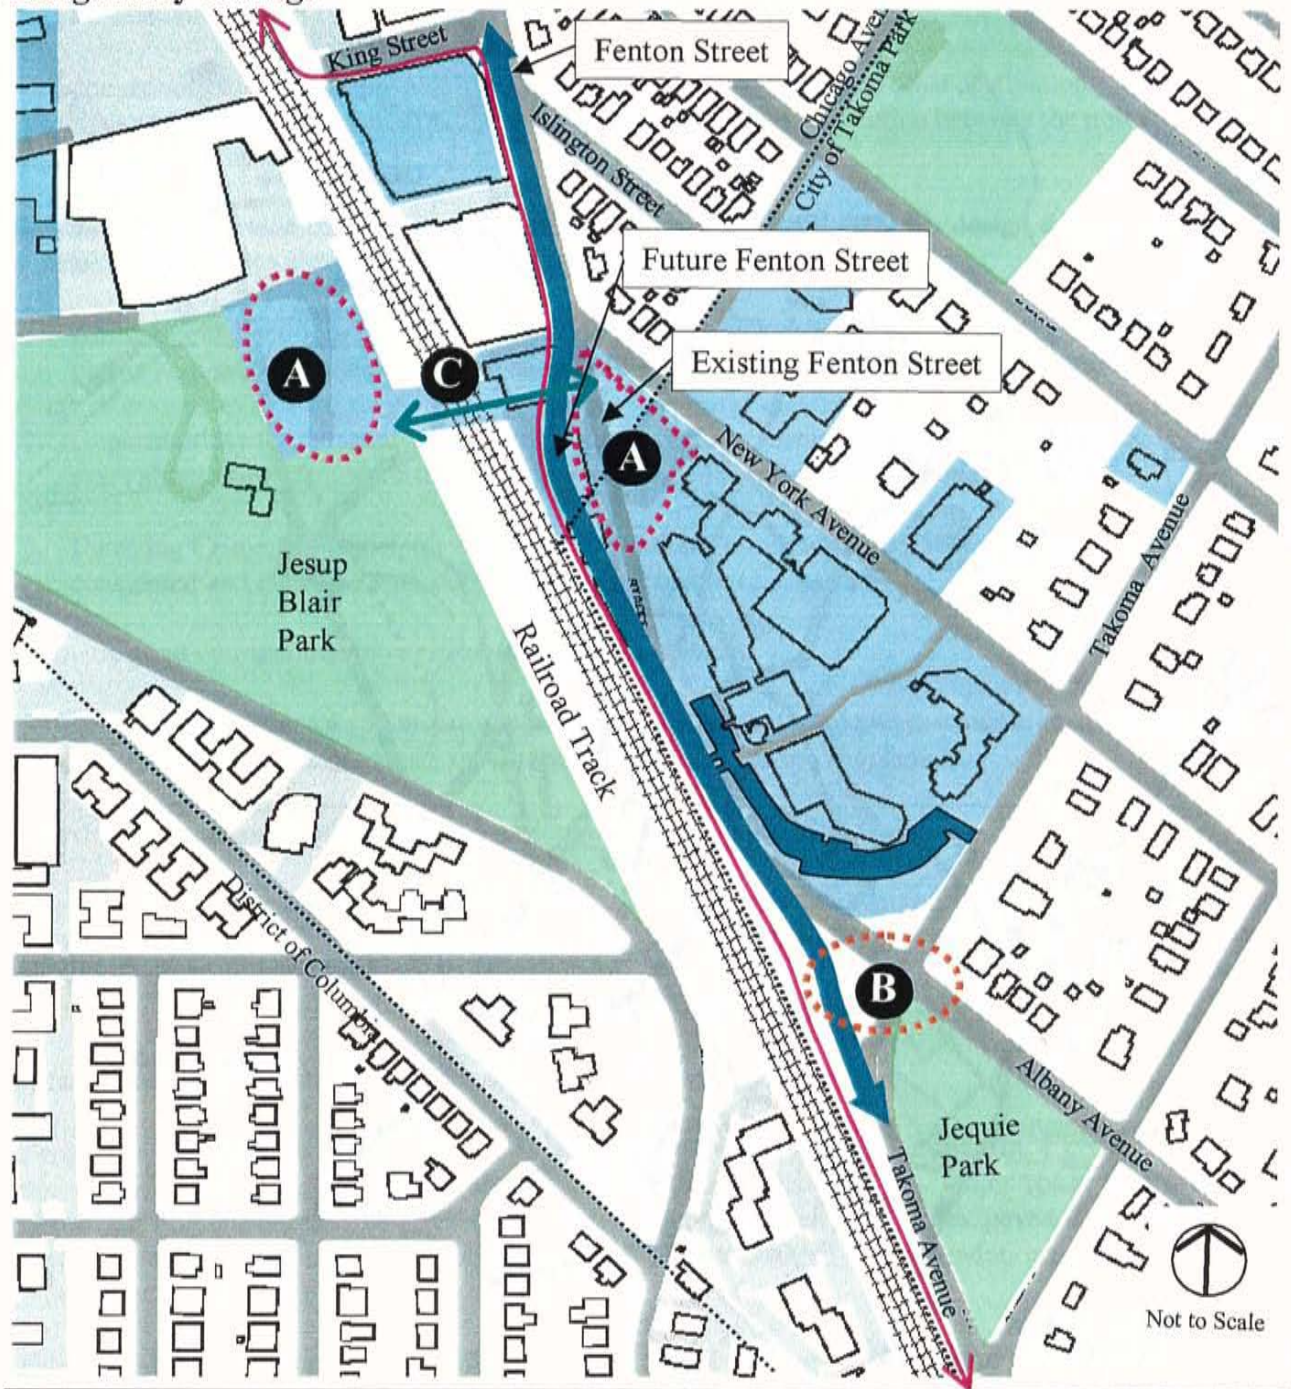 King Street
Fenton Street
Chicago Aven
City of Takoma Park
Islington Street
Future Fenton Street
Existing Fenton Street
A
C
A
New York Avenue
Takoma Avenue
Jesup
Blair
Park
Railroad Track
District of Columbia
B
Albany Avenue
Jequie
Park
Takoma Avenue
Not to Scale